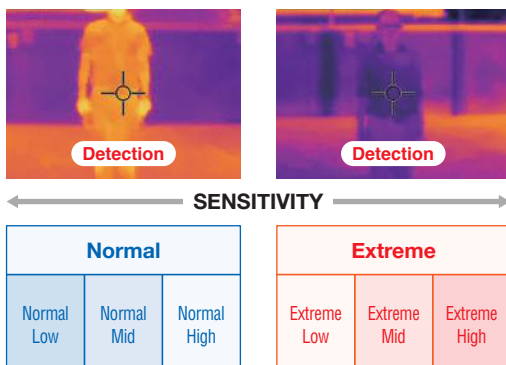 Detection
Detection
SENSITIVITY
Normal
Extreme
Normal Low
Normal Mid
Normal High
Extreme Low
Extreme Mid
Extreme High